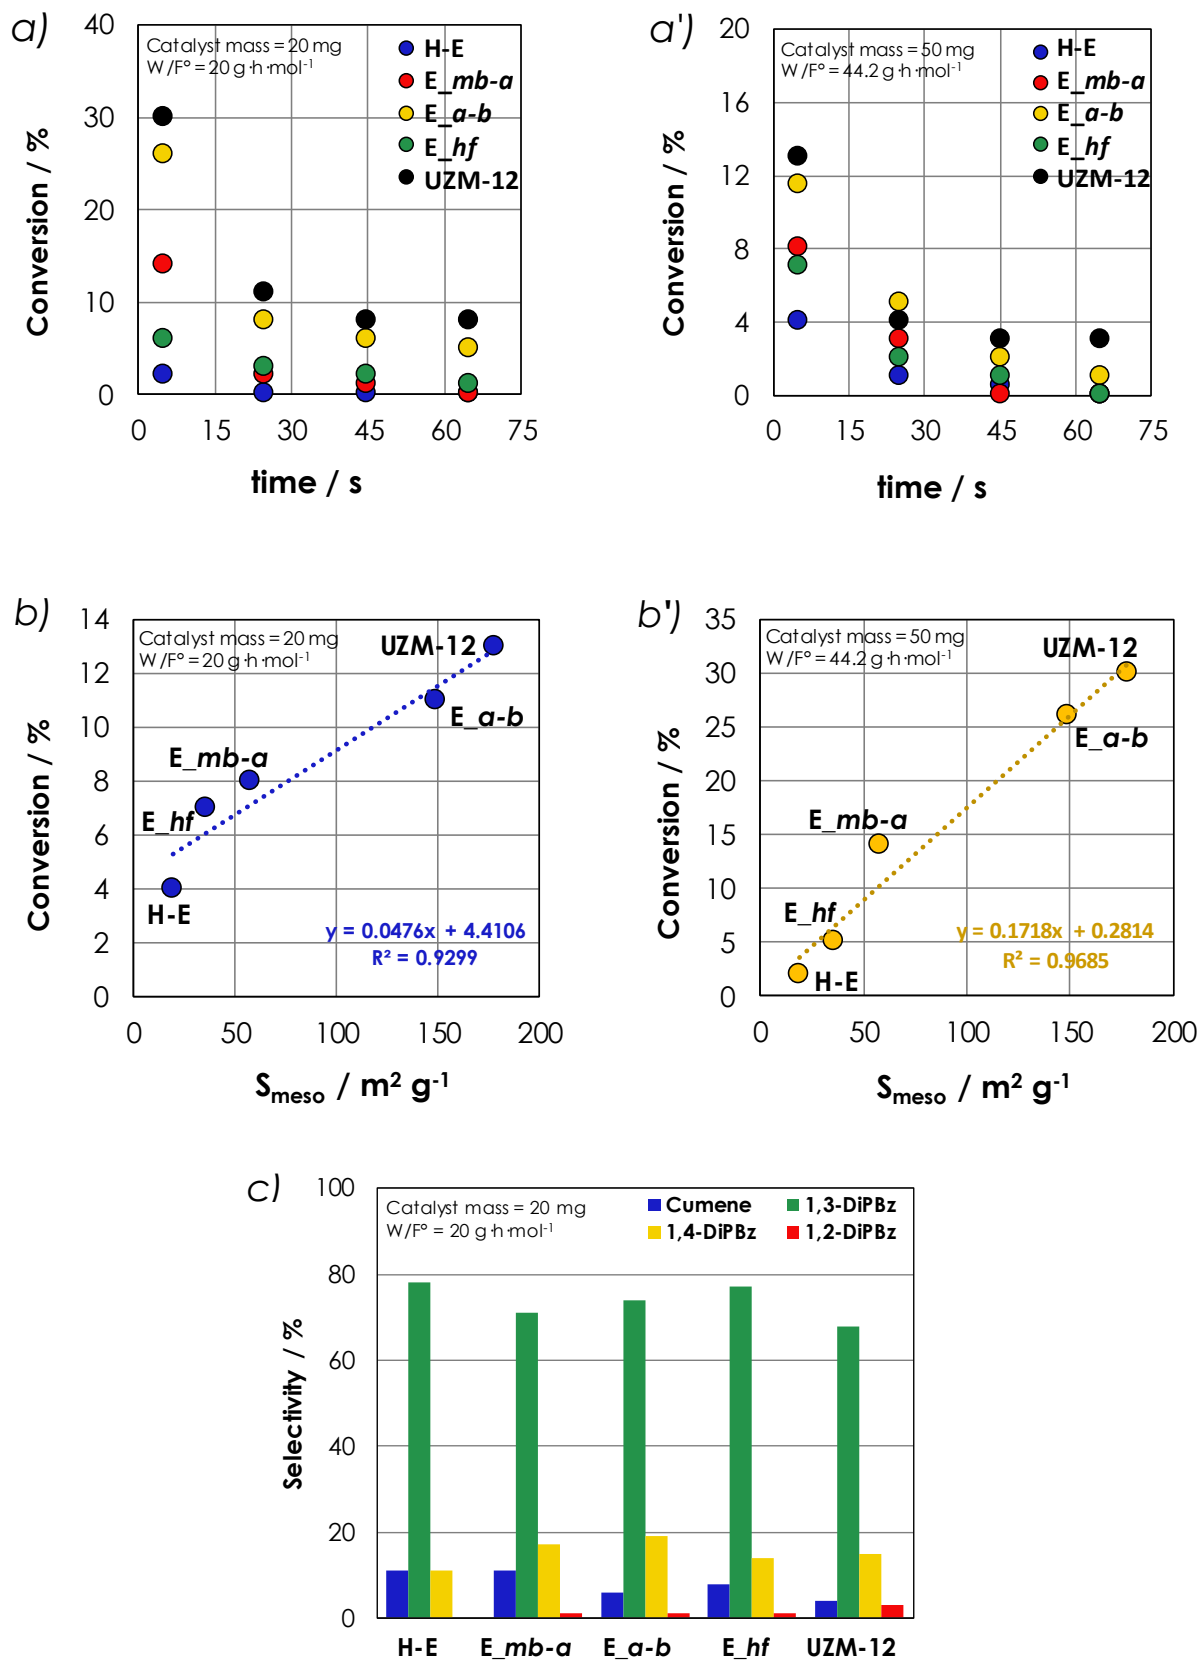 a)
40
30
20
10
0
Conversion / %
Catalyst mass = 20 mg
W/F° = 20 g·h·mol⁻¹
H-E
E_mb-a
E_a-b
E_hf
UZM-12
0 15 30 45 60 75
time / s
a')
20
16
12
8
4
0
Conversion / %
Catalyst mass = 50 mg
W/F° = 44.2 g·h·mol⁻¹
H-E
E_mb-a
E_a-b
E_hf
UZM-12
0 15 30 45 60 75
time / s
b)
14
12
10
8
6
4
2
0
Conversion / %
Catalyst mass = 20 mg
W/F° = 20 g·h·mol⁻¹
UZM-12
E_a-b
E_mb-a
E_hf
H-E
y = 0.0476x + 4.4106
R² = 0.9299
0 50 100 150 200
Smeso / m² g⁻¹
b')
35
30
25
20
15
10
5
0
Conversion / %
Catalyst mass = 50 mg
W/F° = 44.2 g·h·mol⁻¹
UZM-12
E_a-b
E_mb-a
E_hf
H-E
y = 0.1718x + 0.2814
R² = 0.9685
0 50 100 150 200
Smeso / m² g⁻¹
c)
100
80
60
40
20
0
Selectivity / %
Catalyst mass = 20 mg
W/F° = 20 g·h·mol⁻¹
Cumene 1,3-DiPBz
1,4-DiPBz 1,2-DiPBz
H-E E_mb-a E_a-b E_hf UZM-12